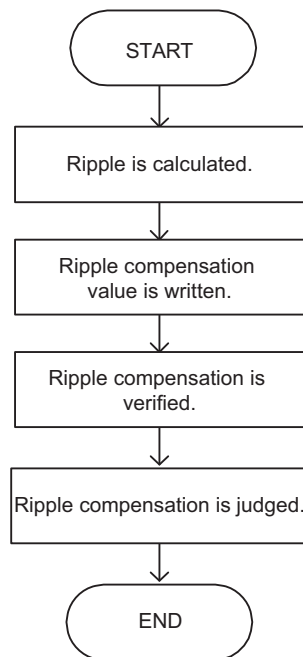 START
Ripple is calculated.
Ripple compensation
value is written.
Ripple compensation is
verified.
Ripple compensation is judged.
END